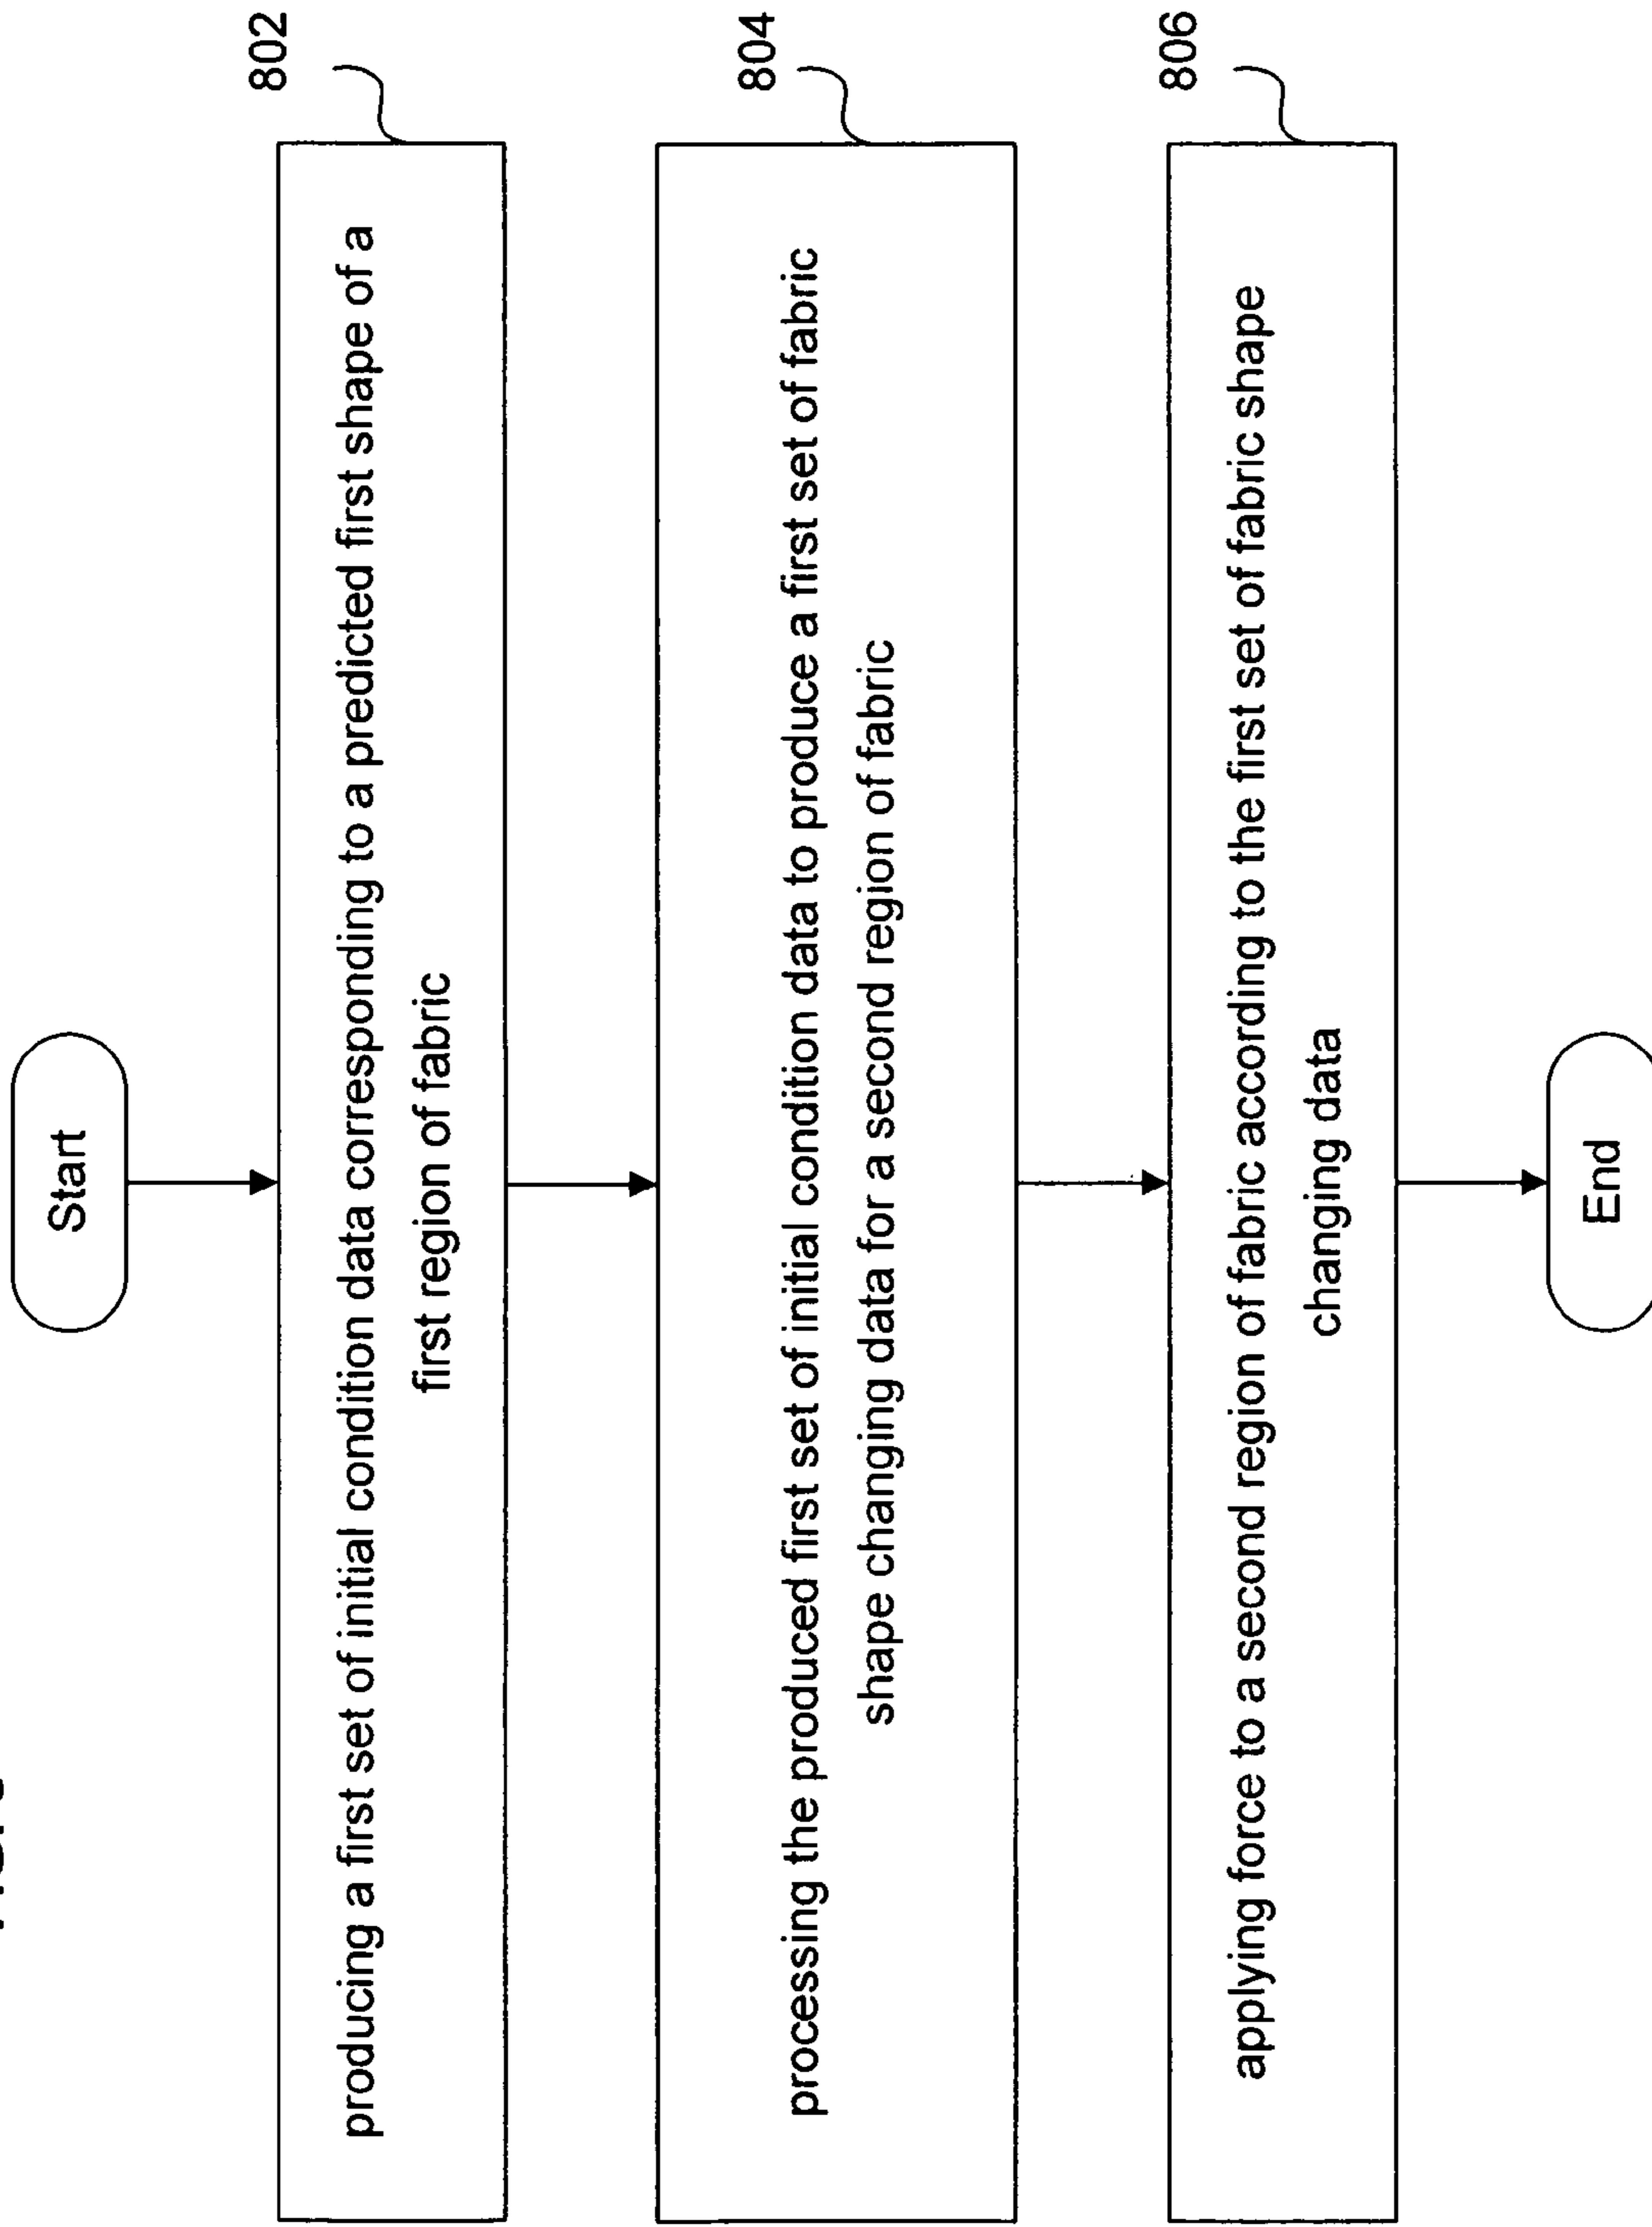 Start
producing a first set of initial condition data corresponding to a predicted first shape of a
first region of fabric
802
processing the produced first set of initial condition data to produce a first set of fabric
shape changing data for a second region of fabric
804
applying force to a second region of fabric according to the first set of fabric shape
changing data
806
End